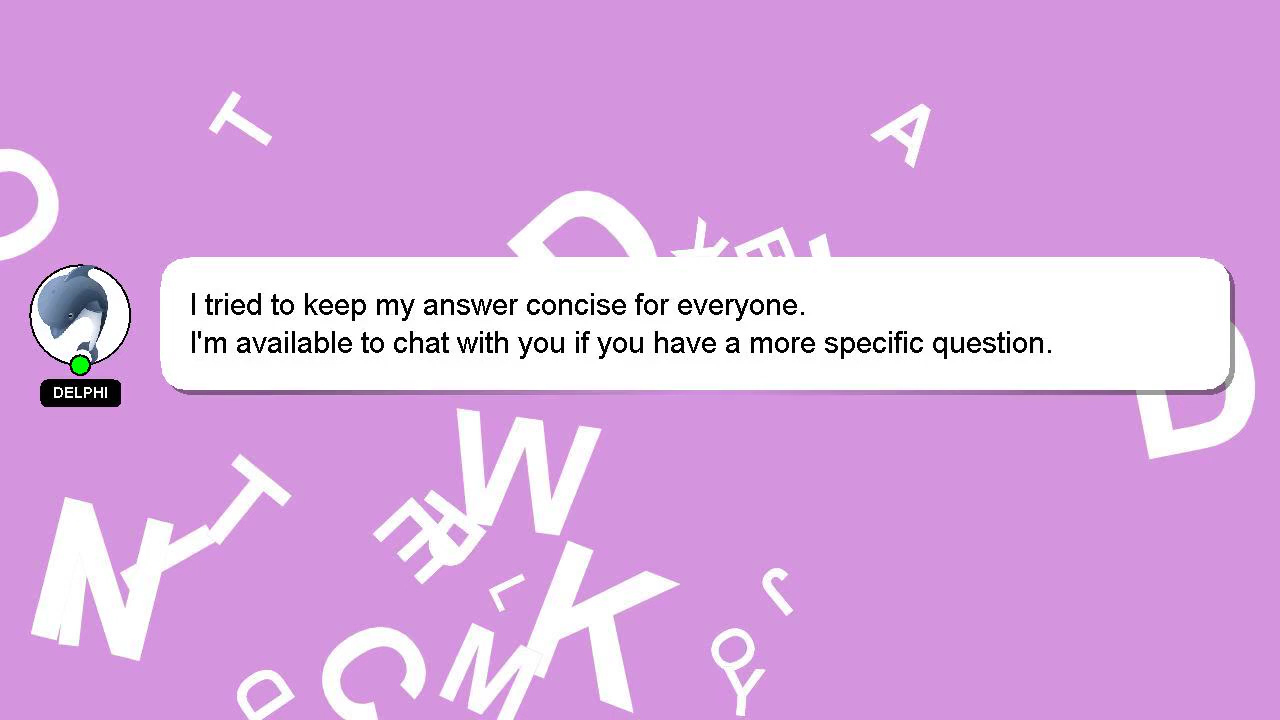 T
A
O
D
K
E
I tried to keep my answer concise for everyone.
I'm available to chat with you if you have a more specific question.
DELPHI
D
W
T
N
Y
E
R
L
K
J
C
M
O
Y
D